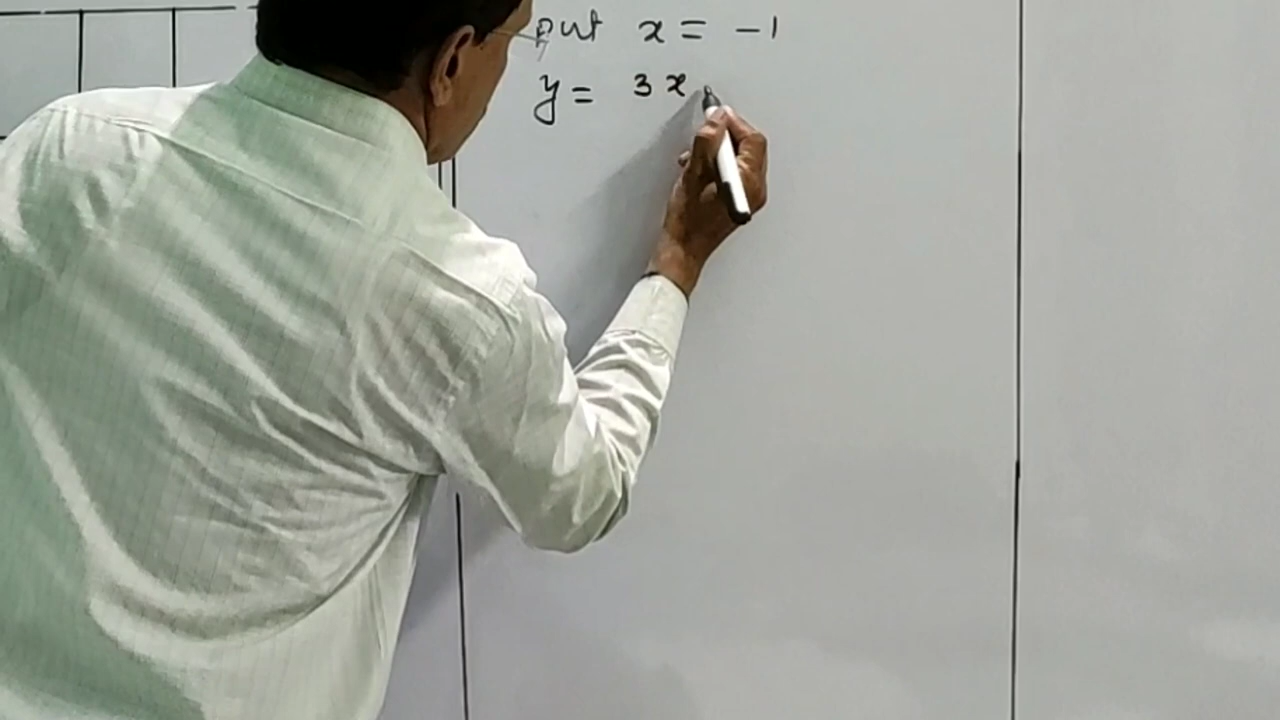 put x = -1
y = 3x